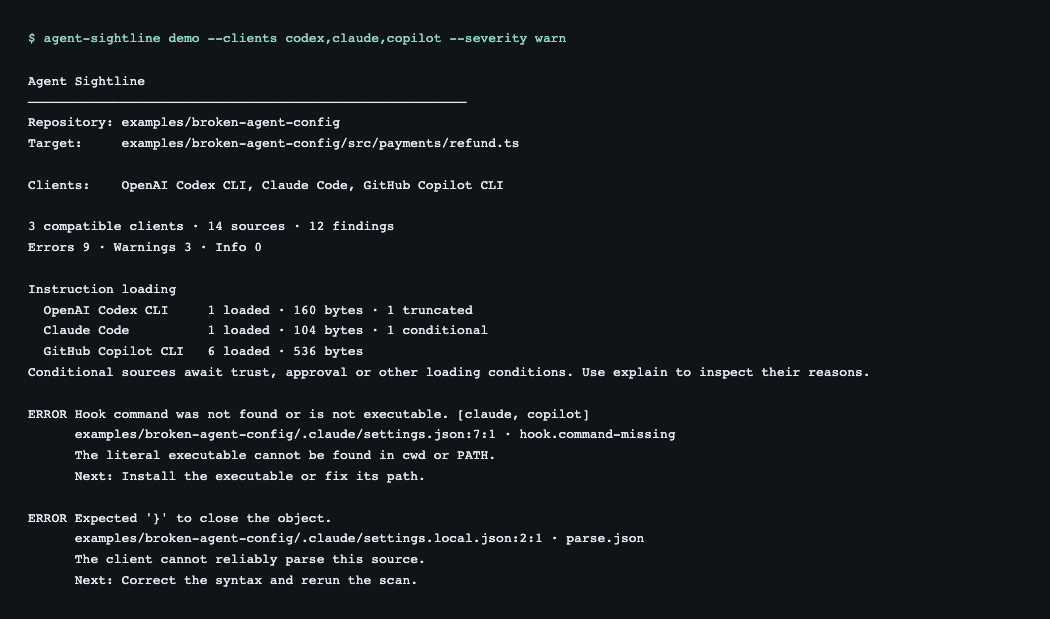 $ agent-sightline demo --clients codex,claude,copilot --severity warn
Agent Sightline
Repository: examples/broken-agent-config
Target:     examples/broken-agent-config/src/payments/refund.ts
Clients:    OpenAI Codex CLI, Claude Code, GitHub Copilot CLI
3 compatible clients · 14 sources · 12 findings
Errors 9 · Warnings 3 · Info 0
Instruction loading
  OpenAI Codex CLI     1 loaded · 160 bytes · 1 truncated
  Claude Code          1 loaded · 104 bytes · 1 conditional
  GitHub Copilot CLI   6 loaded · 536 bytes
Conditional sources await trust, approval or other loading conditions. Use explain to inspect their reasons.
ERROR Hook command was not found or is not executable. [claude, copilot]
      examples/broken-agent-config/.claude/settings.json:7:1 · hook.command-missing
      The literal executable cannot be found in cwd or PATH.
      Next: Install the executable or fix its path.
ERROR Expected '}' to close the object.
      examples/broken-agent-config/.claude/settings.local.json:2:1 · parse.json
      The client cannot reliably parse this source.
      Next: Correct the syntax and rerun the scan.